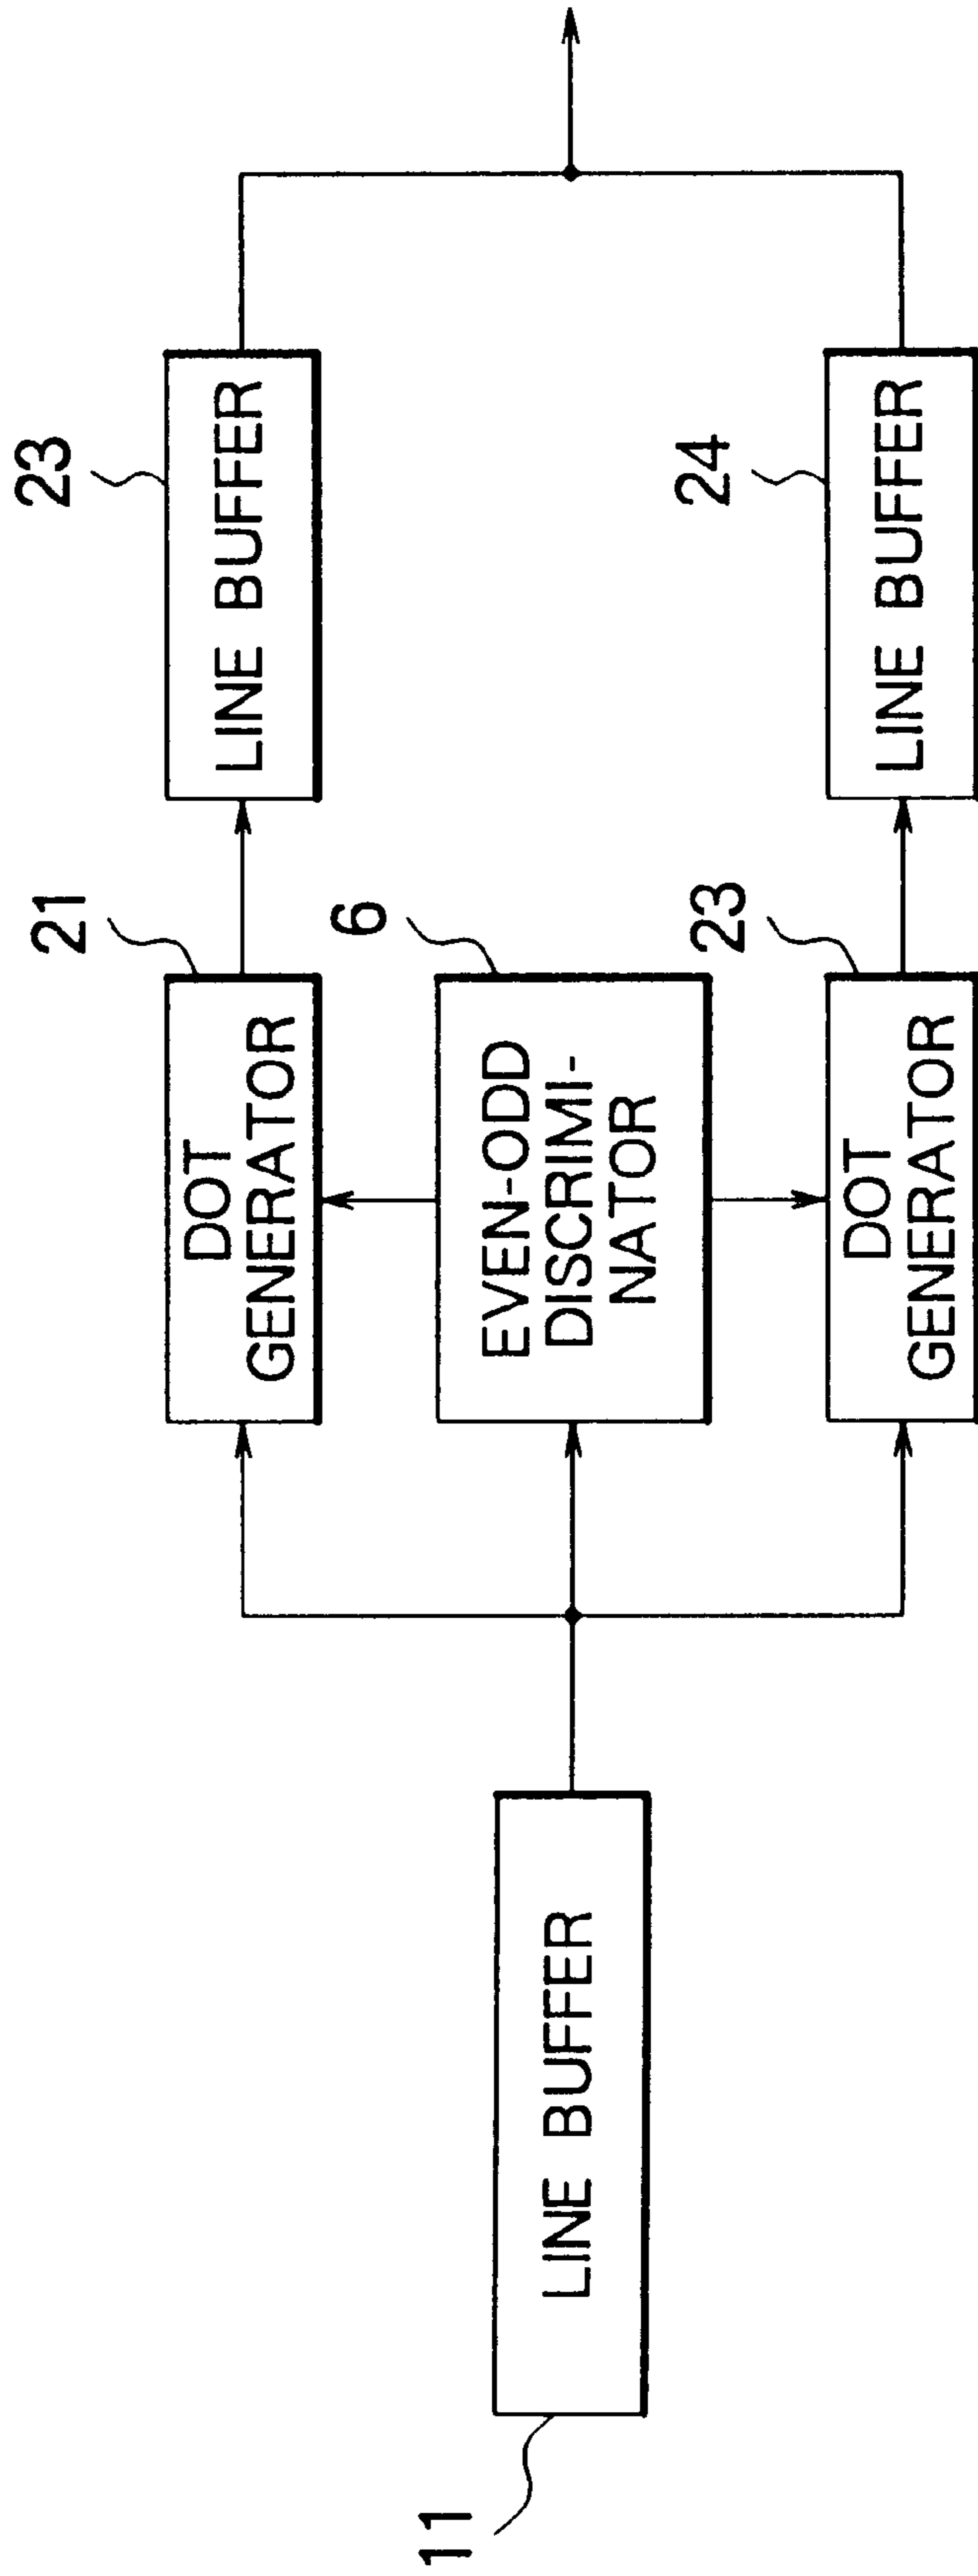 23
LINE BUFFER
21
DOT
GENERATOR
6
EVEN-ODD
DISCRIMI-
NATOR
11
LINE BUFFER
24
LINE BUFFER
23
DOT
GENERATOR